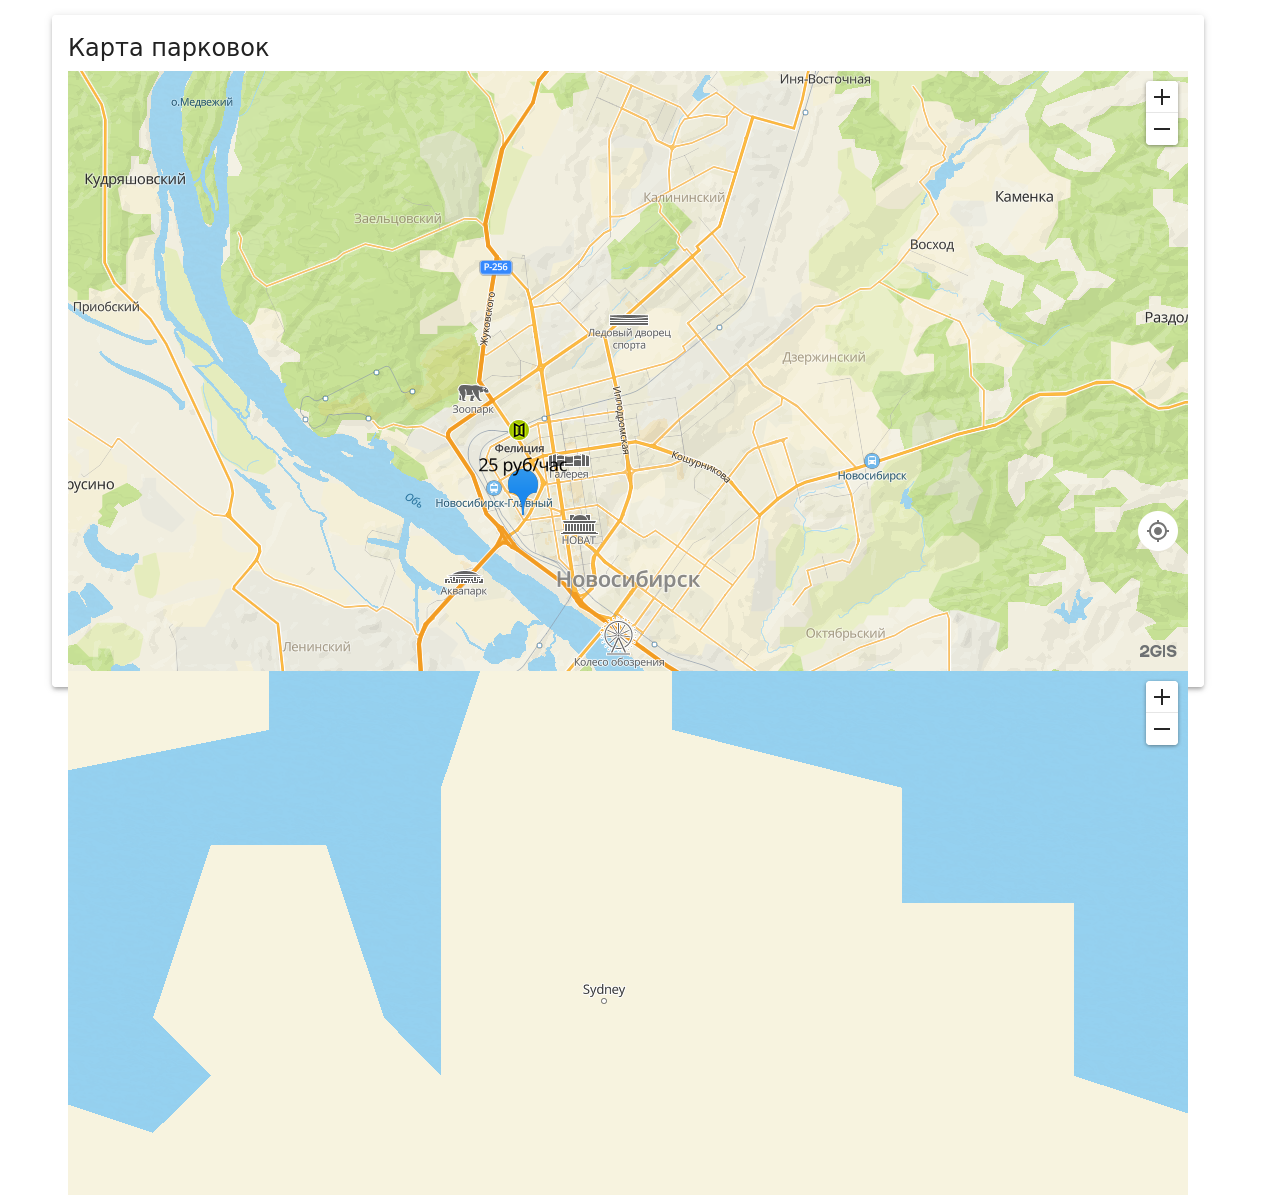 Карта парковок
Иня-Восточная
о.Медвежий
Кудряшовский
Калининский
Каменка
Заельцовский
Восход
Р-256
Приобский
Жуковского
Раздол
Ледовый дворец
спорта
Дзержинский
Зоопарк
Ипподромская
Фелиция
25 руб/час
Галерея
Кошурникова
Новосибирск
русино
Обь
Новосибирск-Главный
НОВАТ
Новосибирск
Аквапарк
Октябрьский
Ленинский
2GIS
Колесо обозрения
Sydney